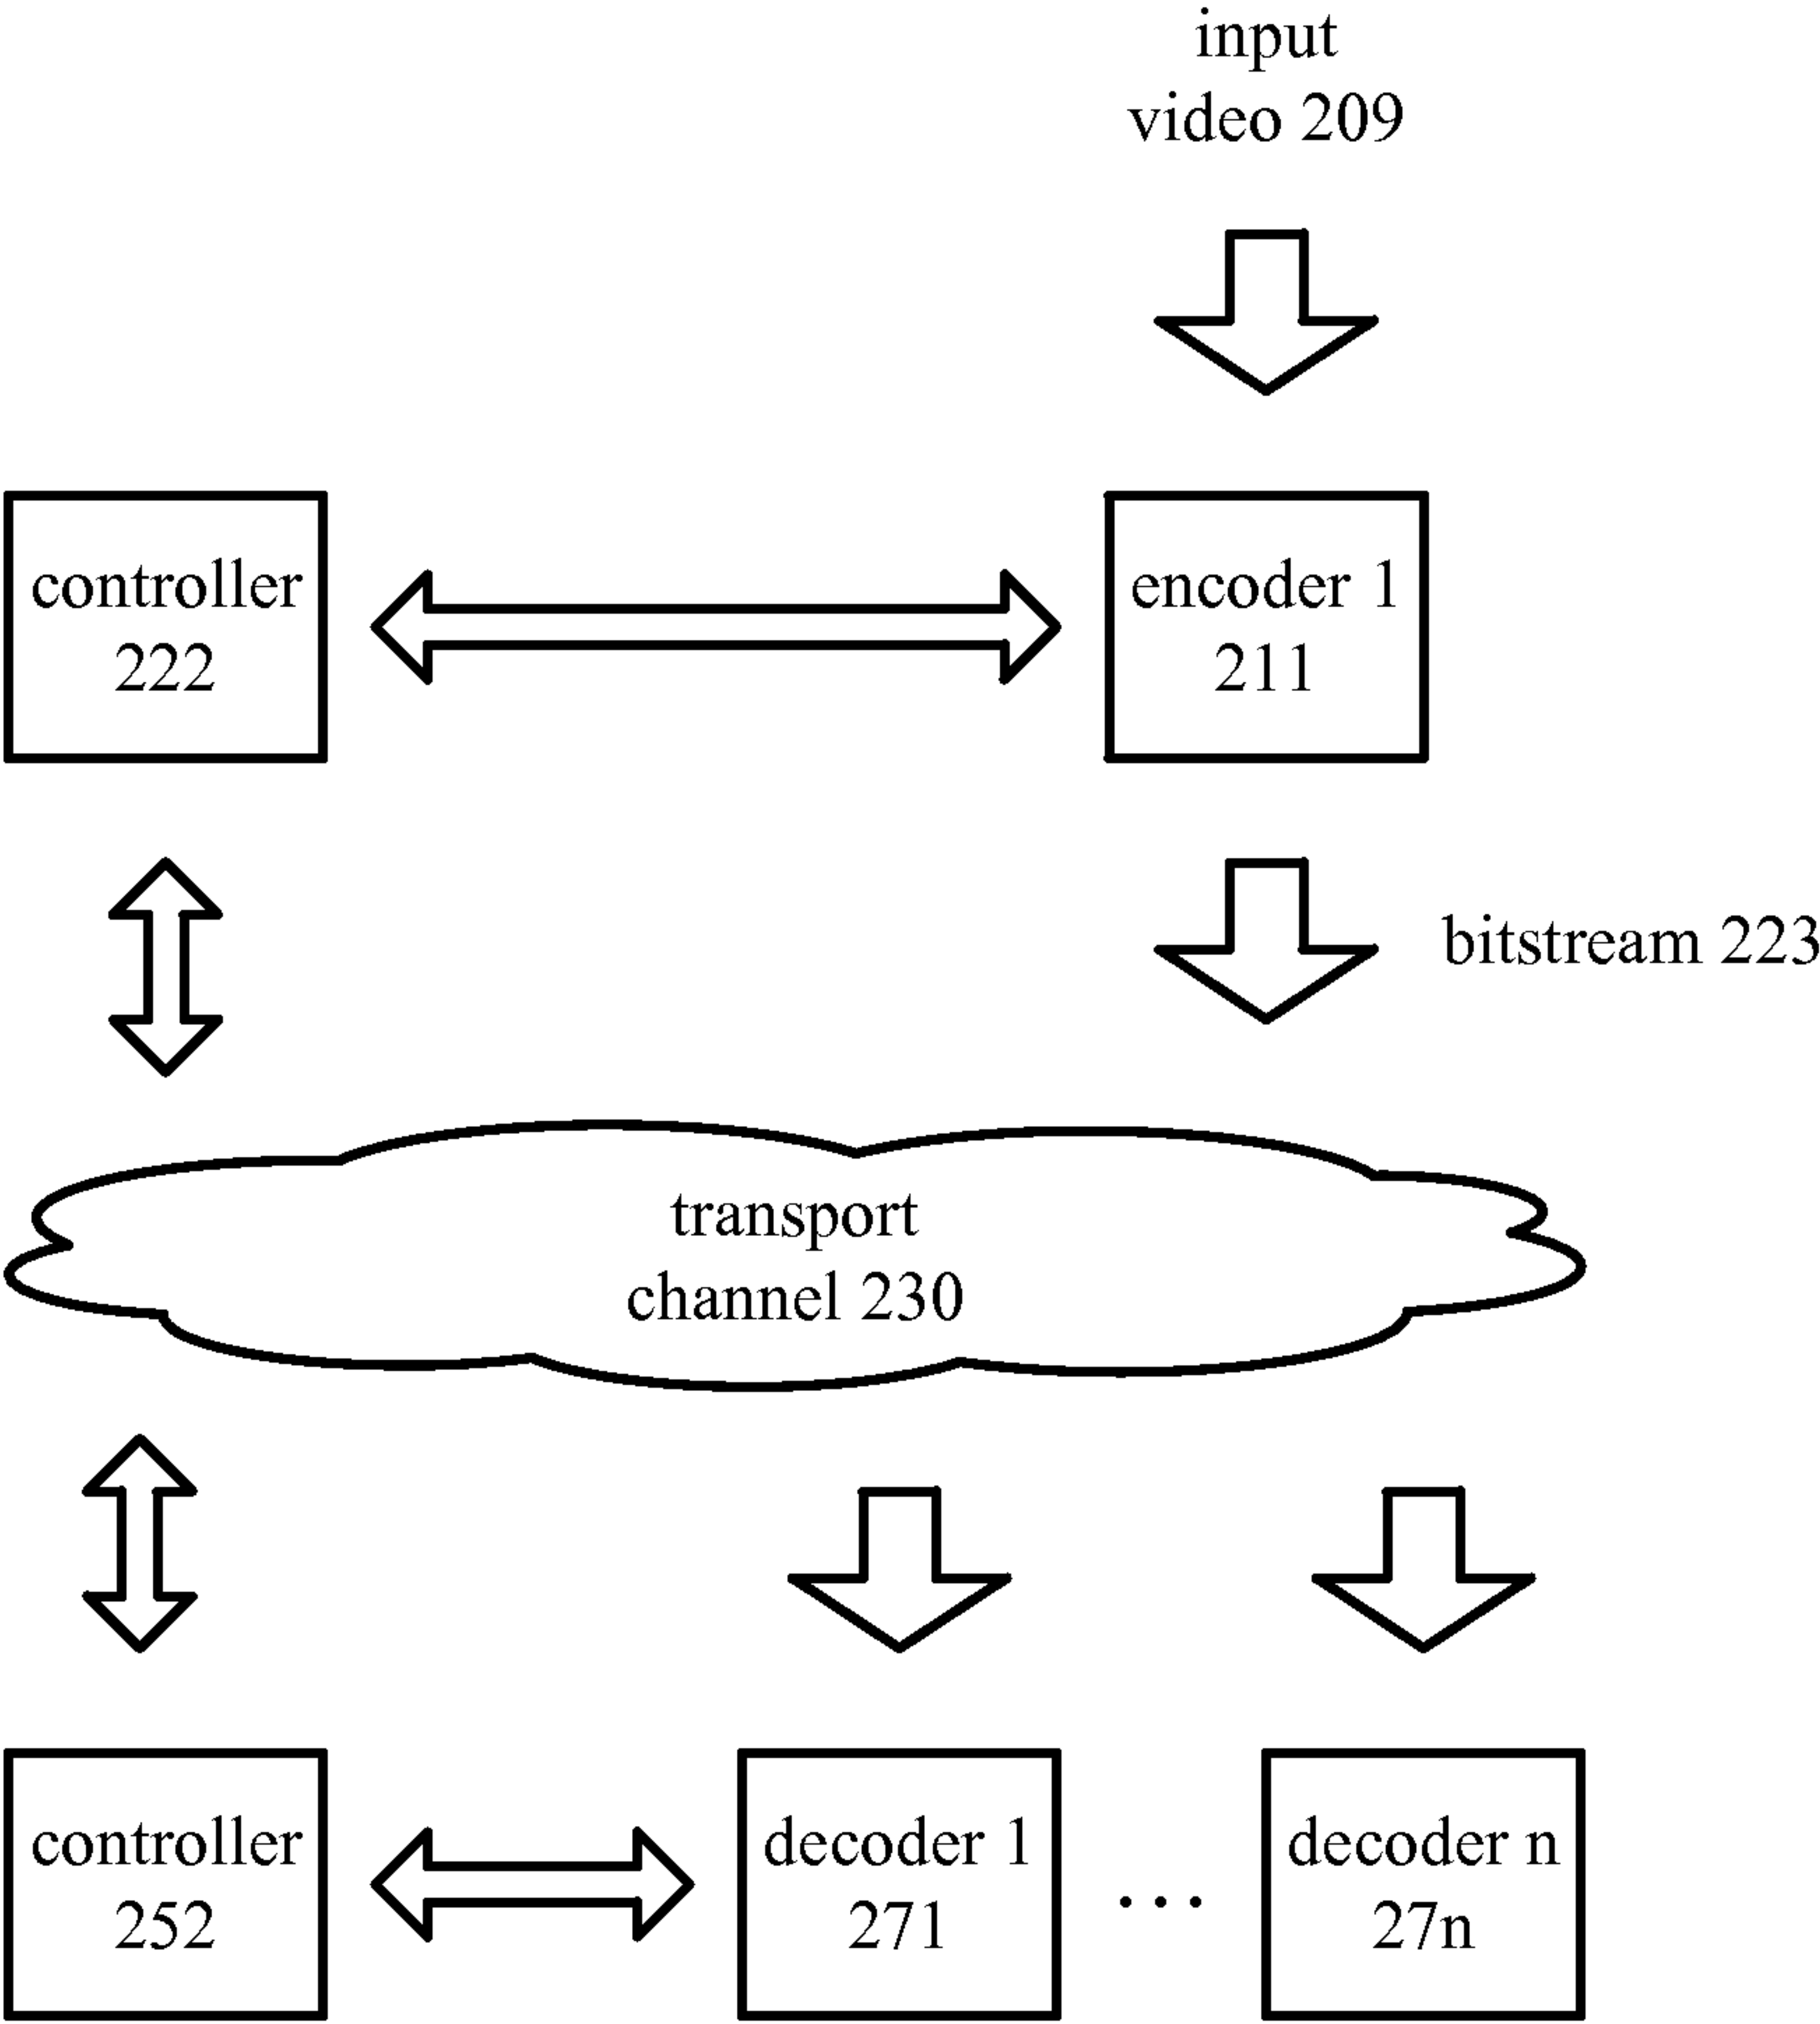 input
video 209
controller
222
encoder 1
211
bitstream 223
transport
channel 230
controller
252
decoder 1
271
...
decoder n
27n